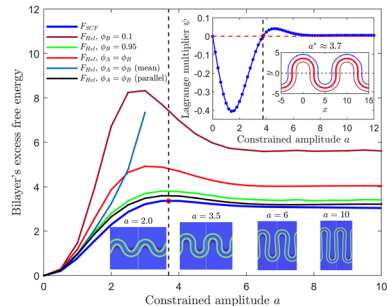 F_SCF
F_Hel, φ_B = 0.1
F_Hel, φ_B = 0.95
F_Hel, φ_A = φ_B
F_Hel, φ_A = φ_B (mean)
F_Hel, φ_A = φ_B (parallel)
Bilayer's excess free energy
12
10
8
6
4
2
0
0 2 4 6 8 10
Constrained amplitude a
a = 2.0
a = 3.5
a = 6
a = 10
Lagrange multiplier ψ
0.1
0
-0.1
-0.2
-0.3
-0.4
0 2 4 6 8 10 12
Constrained amplitude a
a* ≈ 3.7
z
5
0
-5
-5 0 5 10 15
x